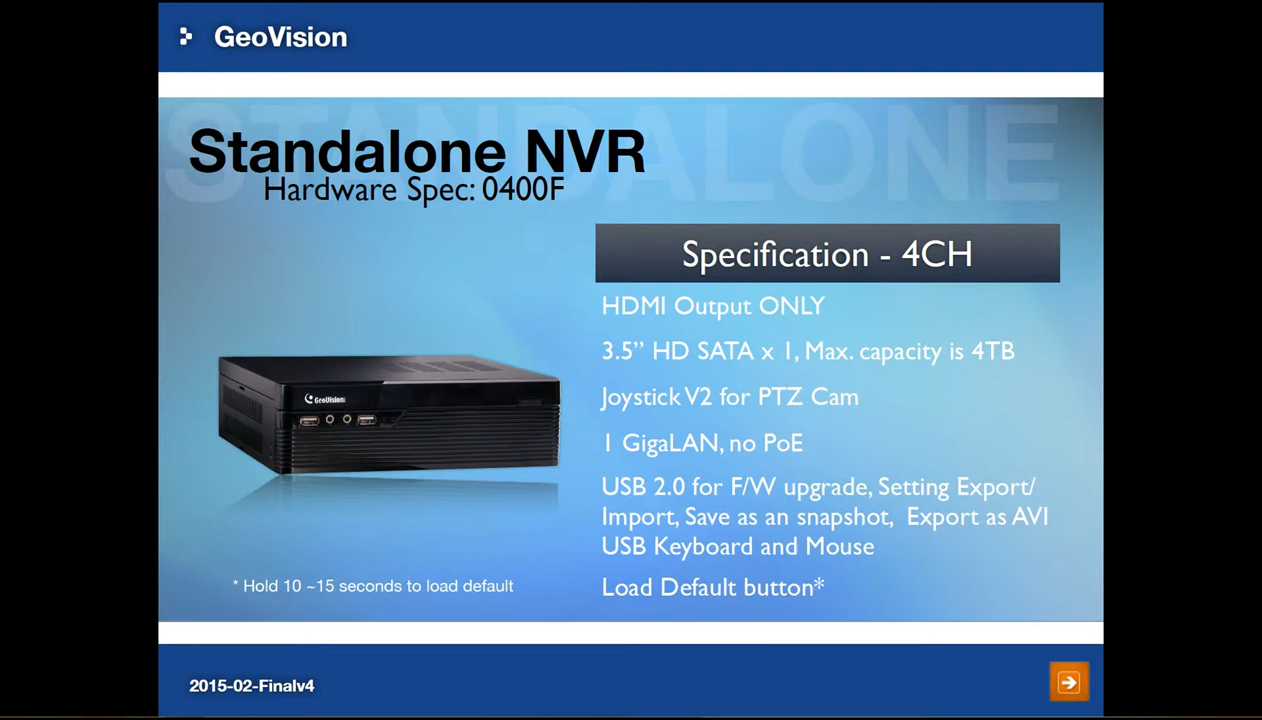 GeoVision
STANDALONE
Standalone NVR
Hardware Spec: 0400F
Specification - 4CH
HDMI Output ONLY
3.5” HD SATA x 1, Max. capacity is 4TB
Joystick V2 for PTZ Cam
1 GigaLAN, no PoE
USB 2.0 for F/W upgrade, Setting Export/
Import, Save as an snapshot, Export as AVI
USB Keyboard and Mouse
Load Default button*
GeoVision
* Hold 10 ~15 seconds to load default
2015-02-Finalv4